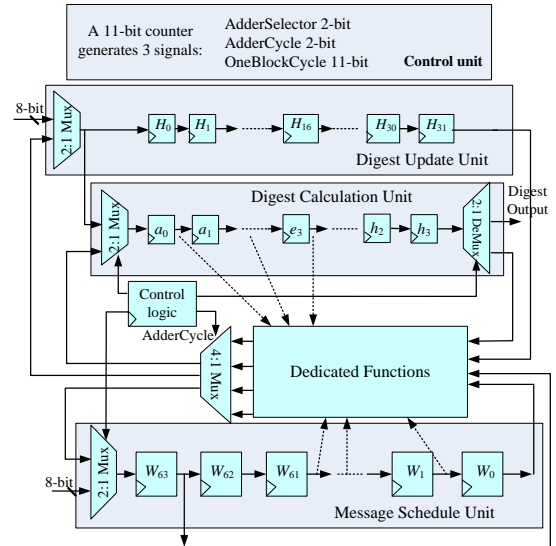 A 11-bit counter
generates 3 signals:
AdderSelector 2-bit
AdderCycle 2-bit
OneBlockCycle 11-bit
Control unit
8-bit
2:1 Mux
H0
H1
H16
H30
H31
Digest Update Unit
Digest Calculation Unit
Digest
Output
2:1 Mux
a0
a1
e3
h2
h3
2:1 DeMux
Control
logic
AdderCycle
4:1 Mux
Dedicated Functions
2:1 Mux
8-bit
W63
W62
W61
W1
W0
Message Schedule Unit